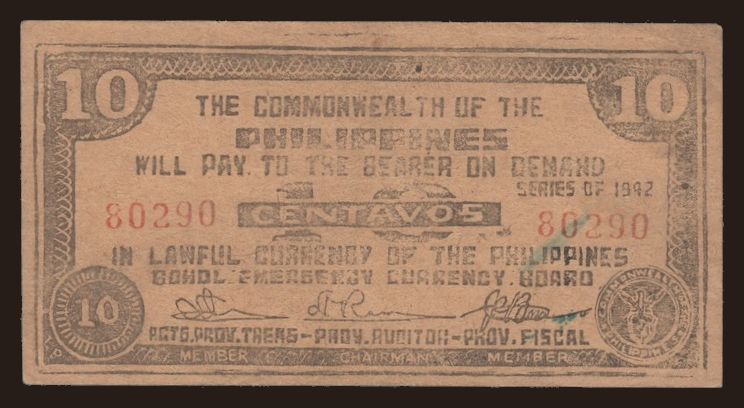 10 10
THE COMMONWEALTH OF THE
PHILIPPINES
WILL PAY TO THE BEARER ON DEMAND
SERIES OF 1942
80290 10 CENTAVOS 80290
IN LAWFUL CURRENCY OF THE PHILIPPINES
BOHOL EMERGENCY CURRENCY BOARD
10
ACTG.PROV.TREAS-PROV.AUDITOR-PROV.FISCAL
MEMBER CHAIRMAN MEMBER